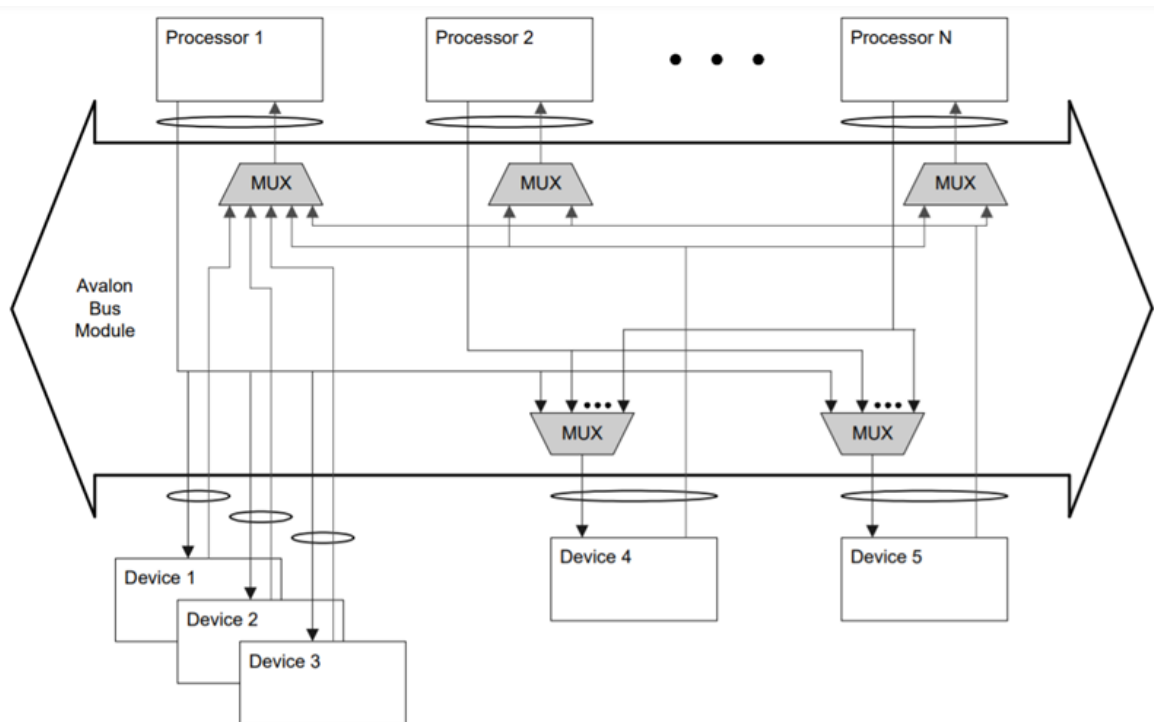 Processor 1
Processor 2
Processor N
MUX
MUX
MUX
Avalon
Bus
Module
MUX
MUX
Device 1
Device 2
Device 3
Device 4
Device 5